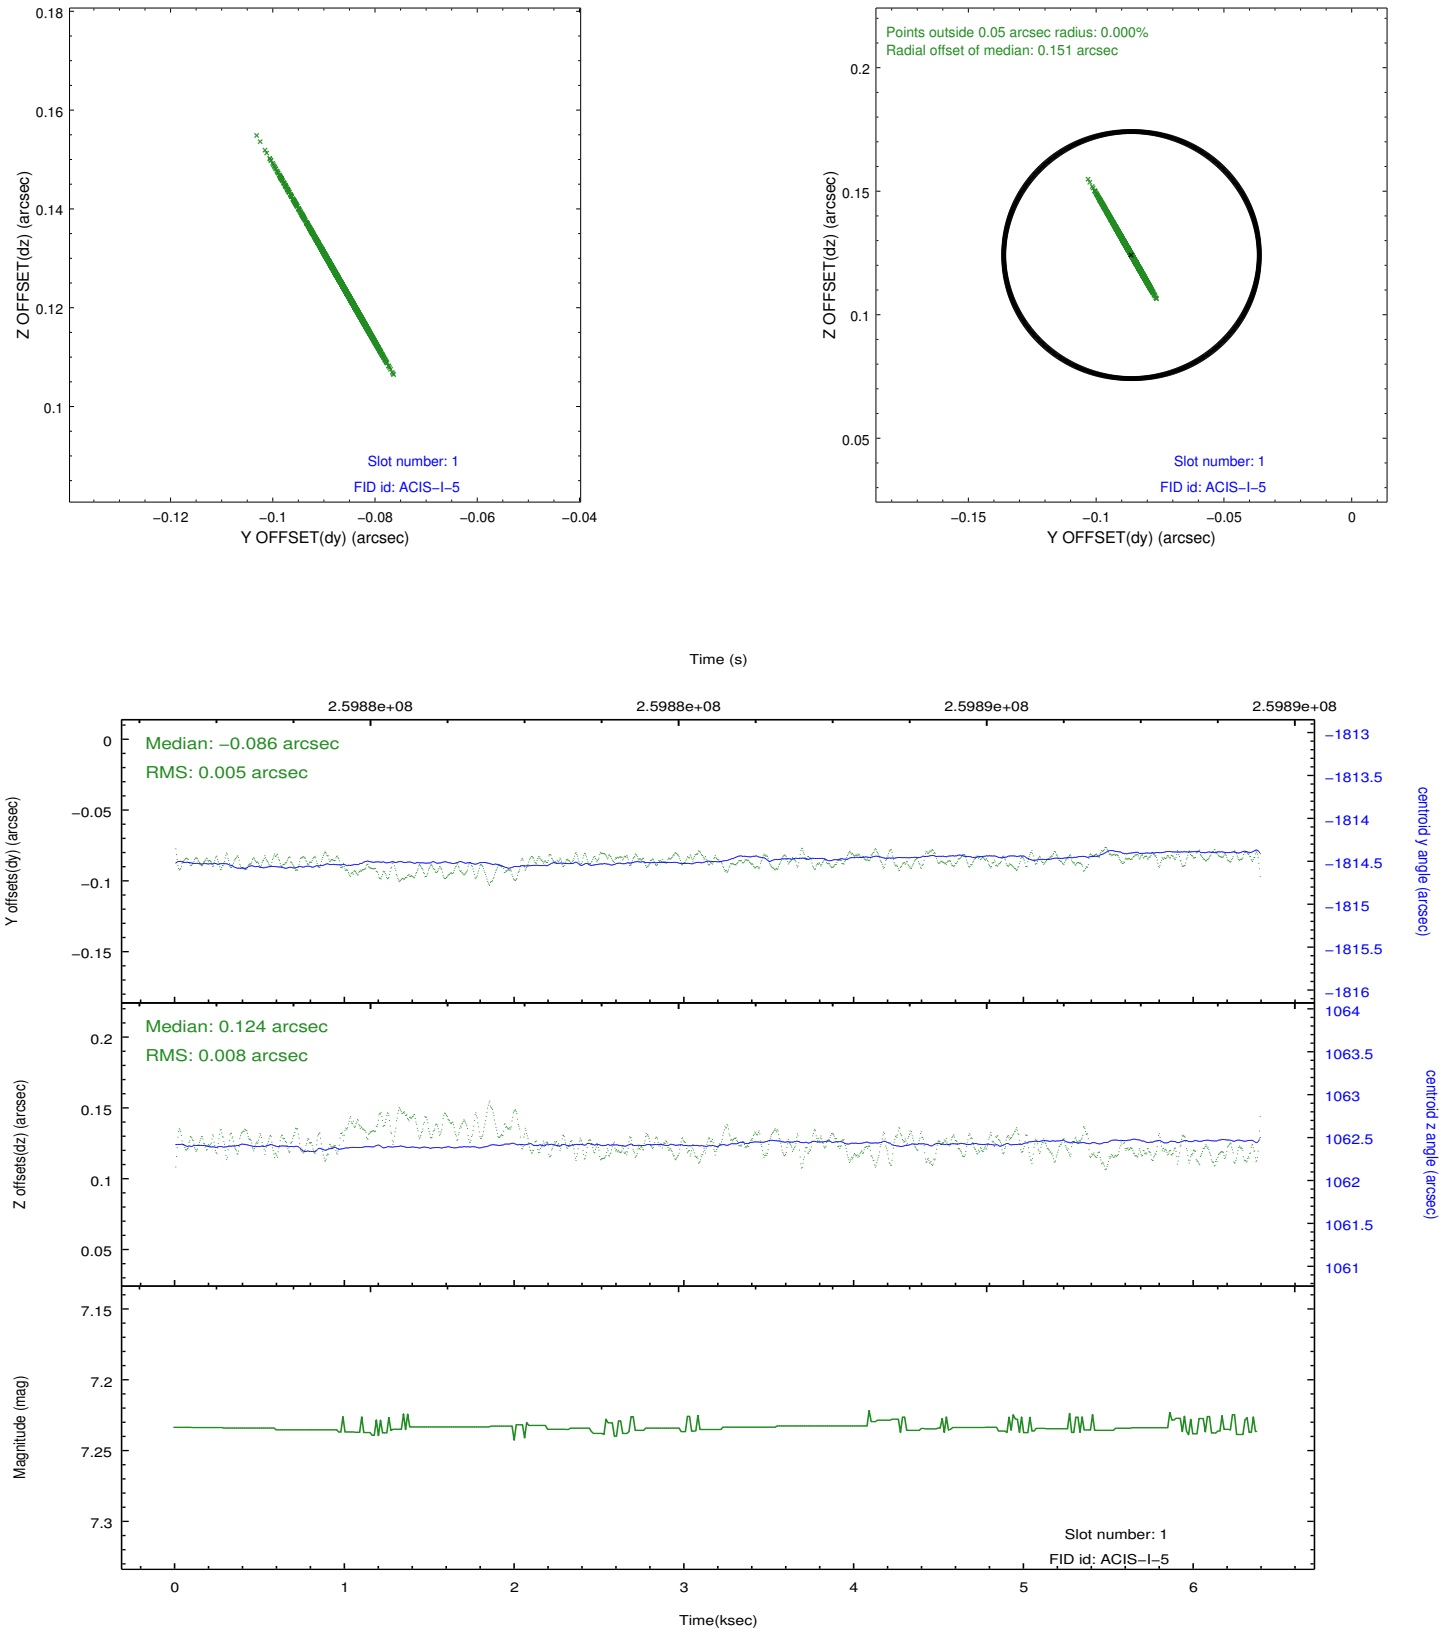 0.18
0.16
0.14
0.12
0.1
Z OFFSET(dz) (arcsec)
Slot number: 1
FID id: ACIS−I−5
−0.12
−0.1
−0.08
−0.06
−0.04
Y OFFSET(dy) (arcsec)
Points outside 0.05 arcsec radius: 0.000%
Radial offset of median: 0.151 arcsec
0.2
0.15
0.1
0.05
Z OFFSET(dz) (arcsec)
Slot number: 1
FID id: ACIS−I−5
−0.15
−0.1
−0.05
0
Y OFFSET(dy) (arcsec)
Time (s)
2.5988e+08
2.5988e+08
2.5989e+08
2.5989e+08
Median: −0.086 arcsec
RMS: 0.005 arcsec
0
−0.05
−0.1
−0.15
Y offsets(dy) (arcsec)
−1813
−1813.5
−1814
−1814.5
−1815
−1815.5
−1816
centroid y angle (arcsec)
Median: 0.124 arcsec
RMS: 0.008 arcsec
0.2
0.15
0.1
0.05
Z offsets(dz) (arcsec)
1064
1063.5
1063
1062.5
1062
1061.5
1061
centroid z angle (arcsec)
7.15
7.2
7.25
7.3
Magnitude (mag)
Slot number: 1
FID id: ACIS−I−5
0
1
2
3
4
5
6
Time(ksec)